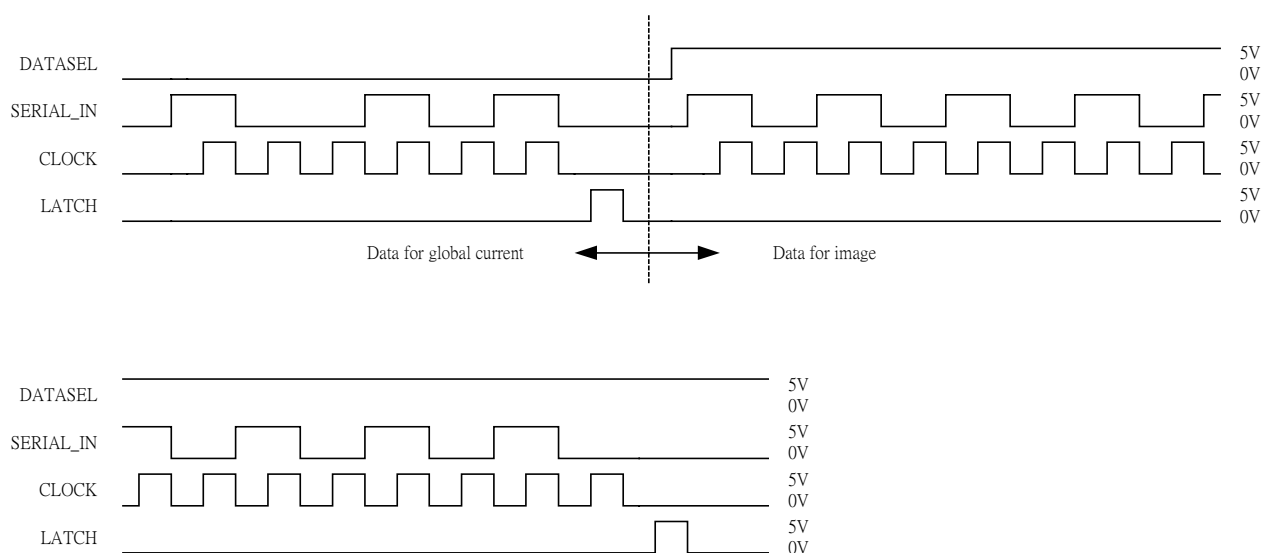 DATASEL
5V
0V
SERIAL_IN
5V
0V
CLOCK
5V
0V
LATCH
5V
0V
Data for global current
Data for image
DATASEL
5V
0V
SERIAL_IN
5V
0V
CLOCK
5V
0V
LATCH
5V
0V